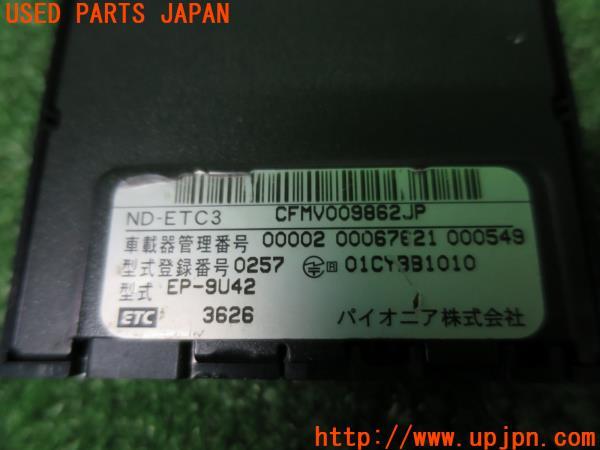 USED PARTS JAPAN
ND-ETC3 CFMV009862JP
車載器管理番号 00002 00067621 000549
型式登録番号 0257 01CY3B1010
型式 EP-9U42
ETC 3626 パイオニア株式会社
http://www.upjpn.com/